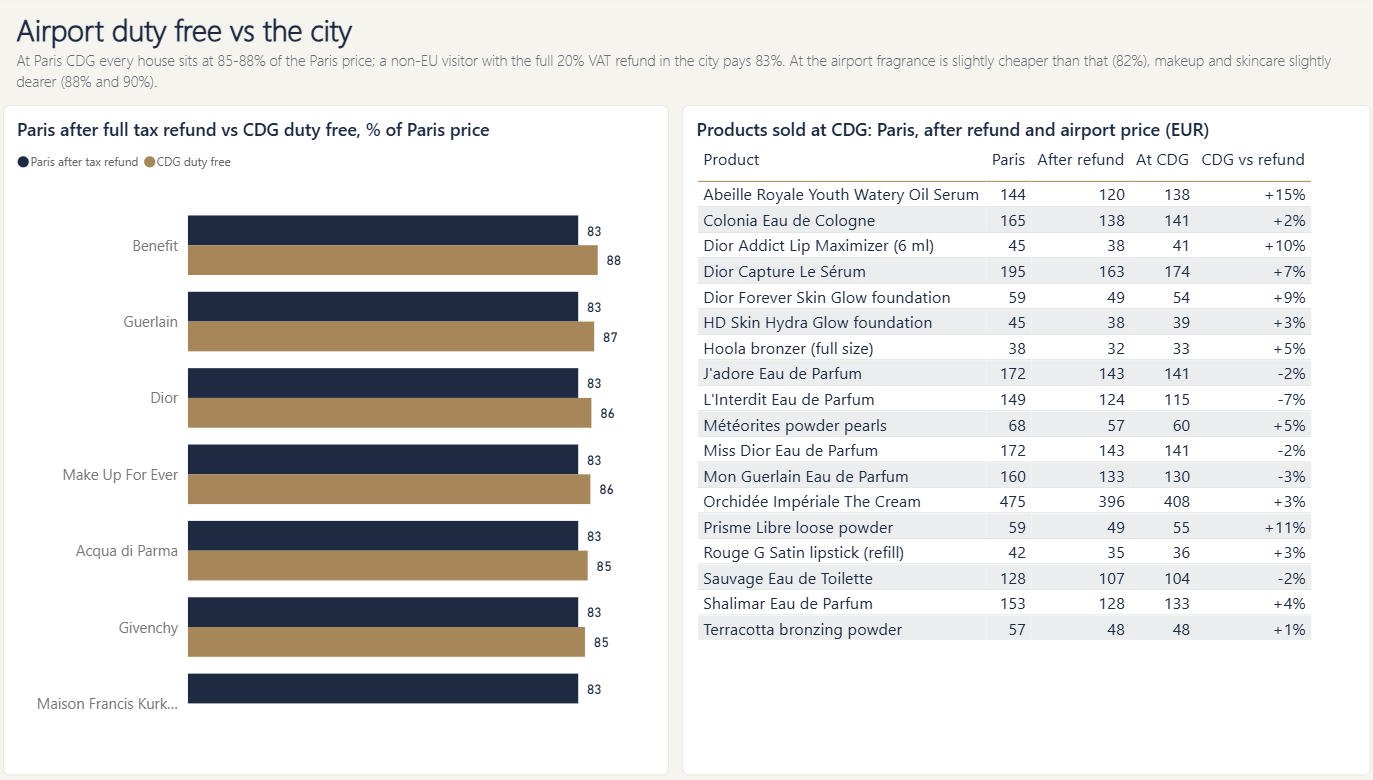 Airport duty free vs the city
At Paris CDG every house sits at 85-88% of the Paris price; a non-EU visitor with the full 20% VAT refund in the city pays 83%. At the airport fragrance is slightly cheaper than that (82%), makeup and skincare slightly
dearer (88% and 90%).
Paris after full tax refund vs CDG duty free, % of Paris price
Paris after tax refund CDG duty free
Benefit 83 88
Guerlain 83 87
Dior 83 86
Make Up For Ever 83 86
Acqua di Parma 83 85
Givenchy 83 85
Maison Francis Kurk... 83
Products sold at CDG: Paris, after refund and airport price (EUR)
Product Paris After refund At CDG CDG vs refund
Abeille Royale Youth Watery Oil Serum 144 120 138 +15%
Colonia Eau de Cologne 165 138 141 +2%
Dior Addict Lip Maximizer (6 ml) 45 38 41 +10%
Dior Capture Le Sérum 195 163 174 +7%
Dior Forever Skin Glow foundation 59 49 54 +9%
HD Skin Hydra Glow foundation 45 38 39 +3%
Hoola bronzer (full size) 38 32 33 +5%
J'adore Eau de Parfum 172 143 141 -2%
L'Interdit Eau de Parfum 149 124 115 -7%
Météorites powder pearls 68 57 60 +5%
Miss Dior Eau de Parfum 172 143 141 -2%
Mon Guerlain Eau de Parfum 160 133 130 -3%
Orchidée Impériale The Cream 475 396 408 +3%
Prisme Libre loose powder 59 49 55 +11%
Rouge G Satin lipstick (refill) 42 35 36 +3%
Sauvage Eau de Toilette 128 107 104 -2%
Shalimar Eau de Parfum 153 128 133 +4%
Terracotta bronzing powder 57 48 48 +1%